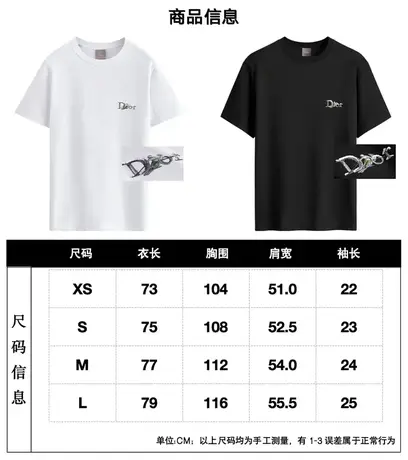 商品信息
Dior
Dior
尺码 衣长 胸围 肩宽 袖长
尺码信息
XS 73 104 51.0 22
S 75 108 52.5 23
M 77 112 54.0 24
L 79 116 55.5 25
单位:CM；以上尺码均为手工测量，有 1-3 误差属于正常行为